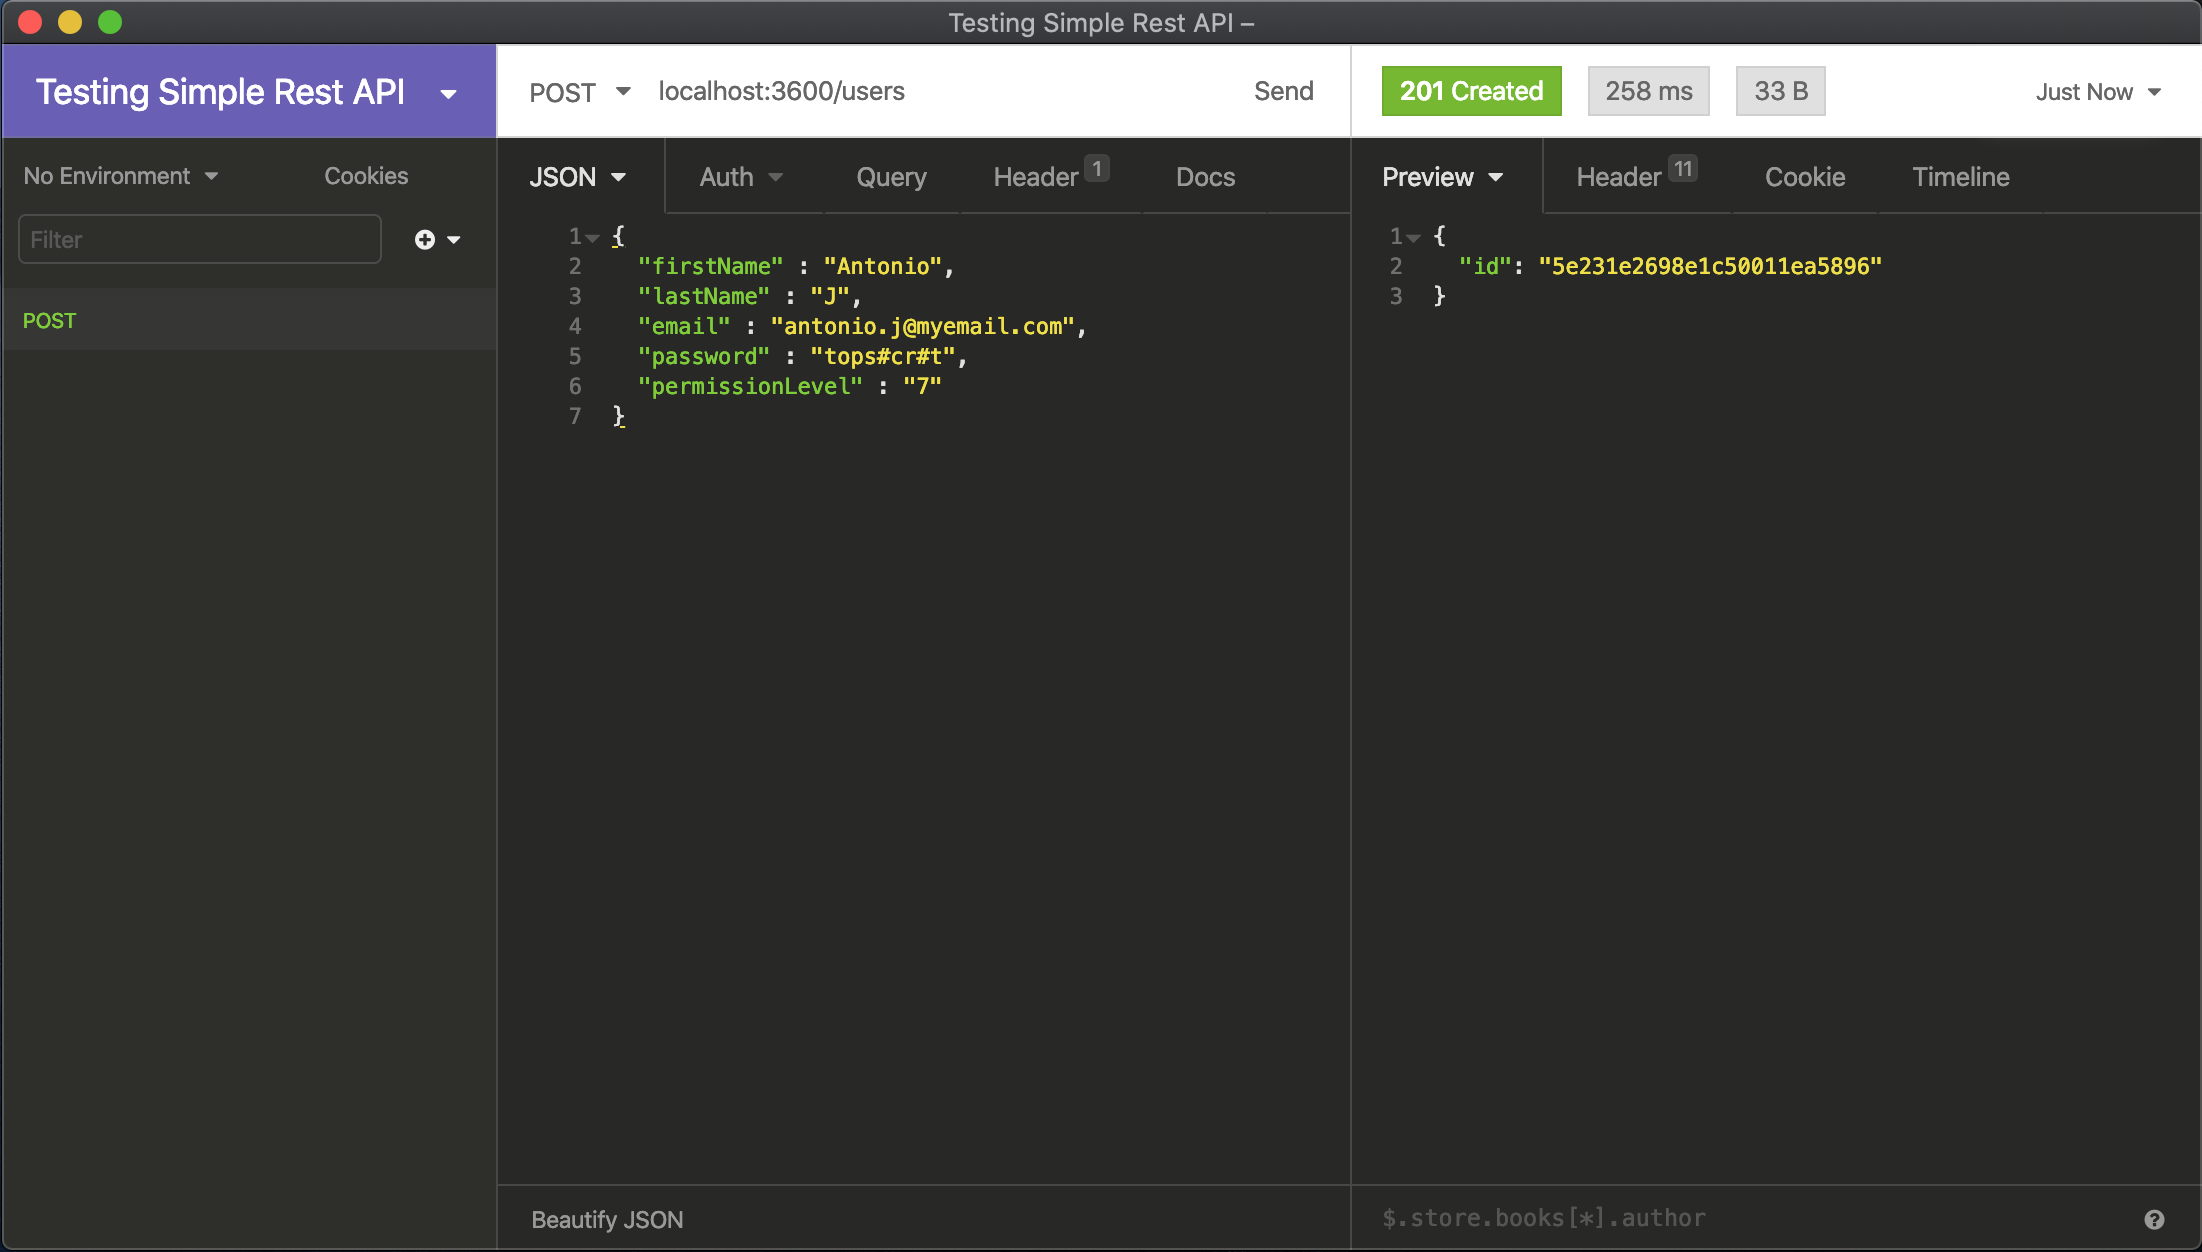 Testing Simple Rest API –
Testing Simple Rest API
POST localhost:3600/users Send
201 Created 258 ms 33 B Just Now
No Environment Cookies
Filter
POST
JSON Auth Query Header 1 Docs
1 {
2 "firstName" : "Antonio",
3 "lastName" : "J",
4 "email" : "antonio.j@myemail.com",
5 "password" : "tops#cr#t",
6 "permissionLevel" : "7"
7 }
Beautify JSON
Preview Header 11 Cookie Timeline
1 {
2 "id": "5e231e2698e1c50011ea5896"
3 }
$.store.books[*].author
?